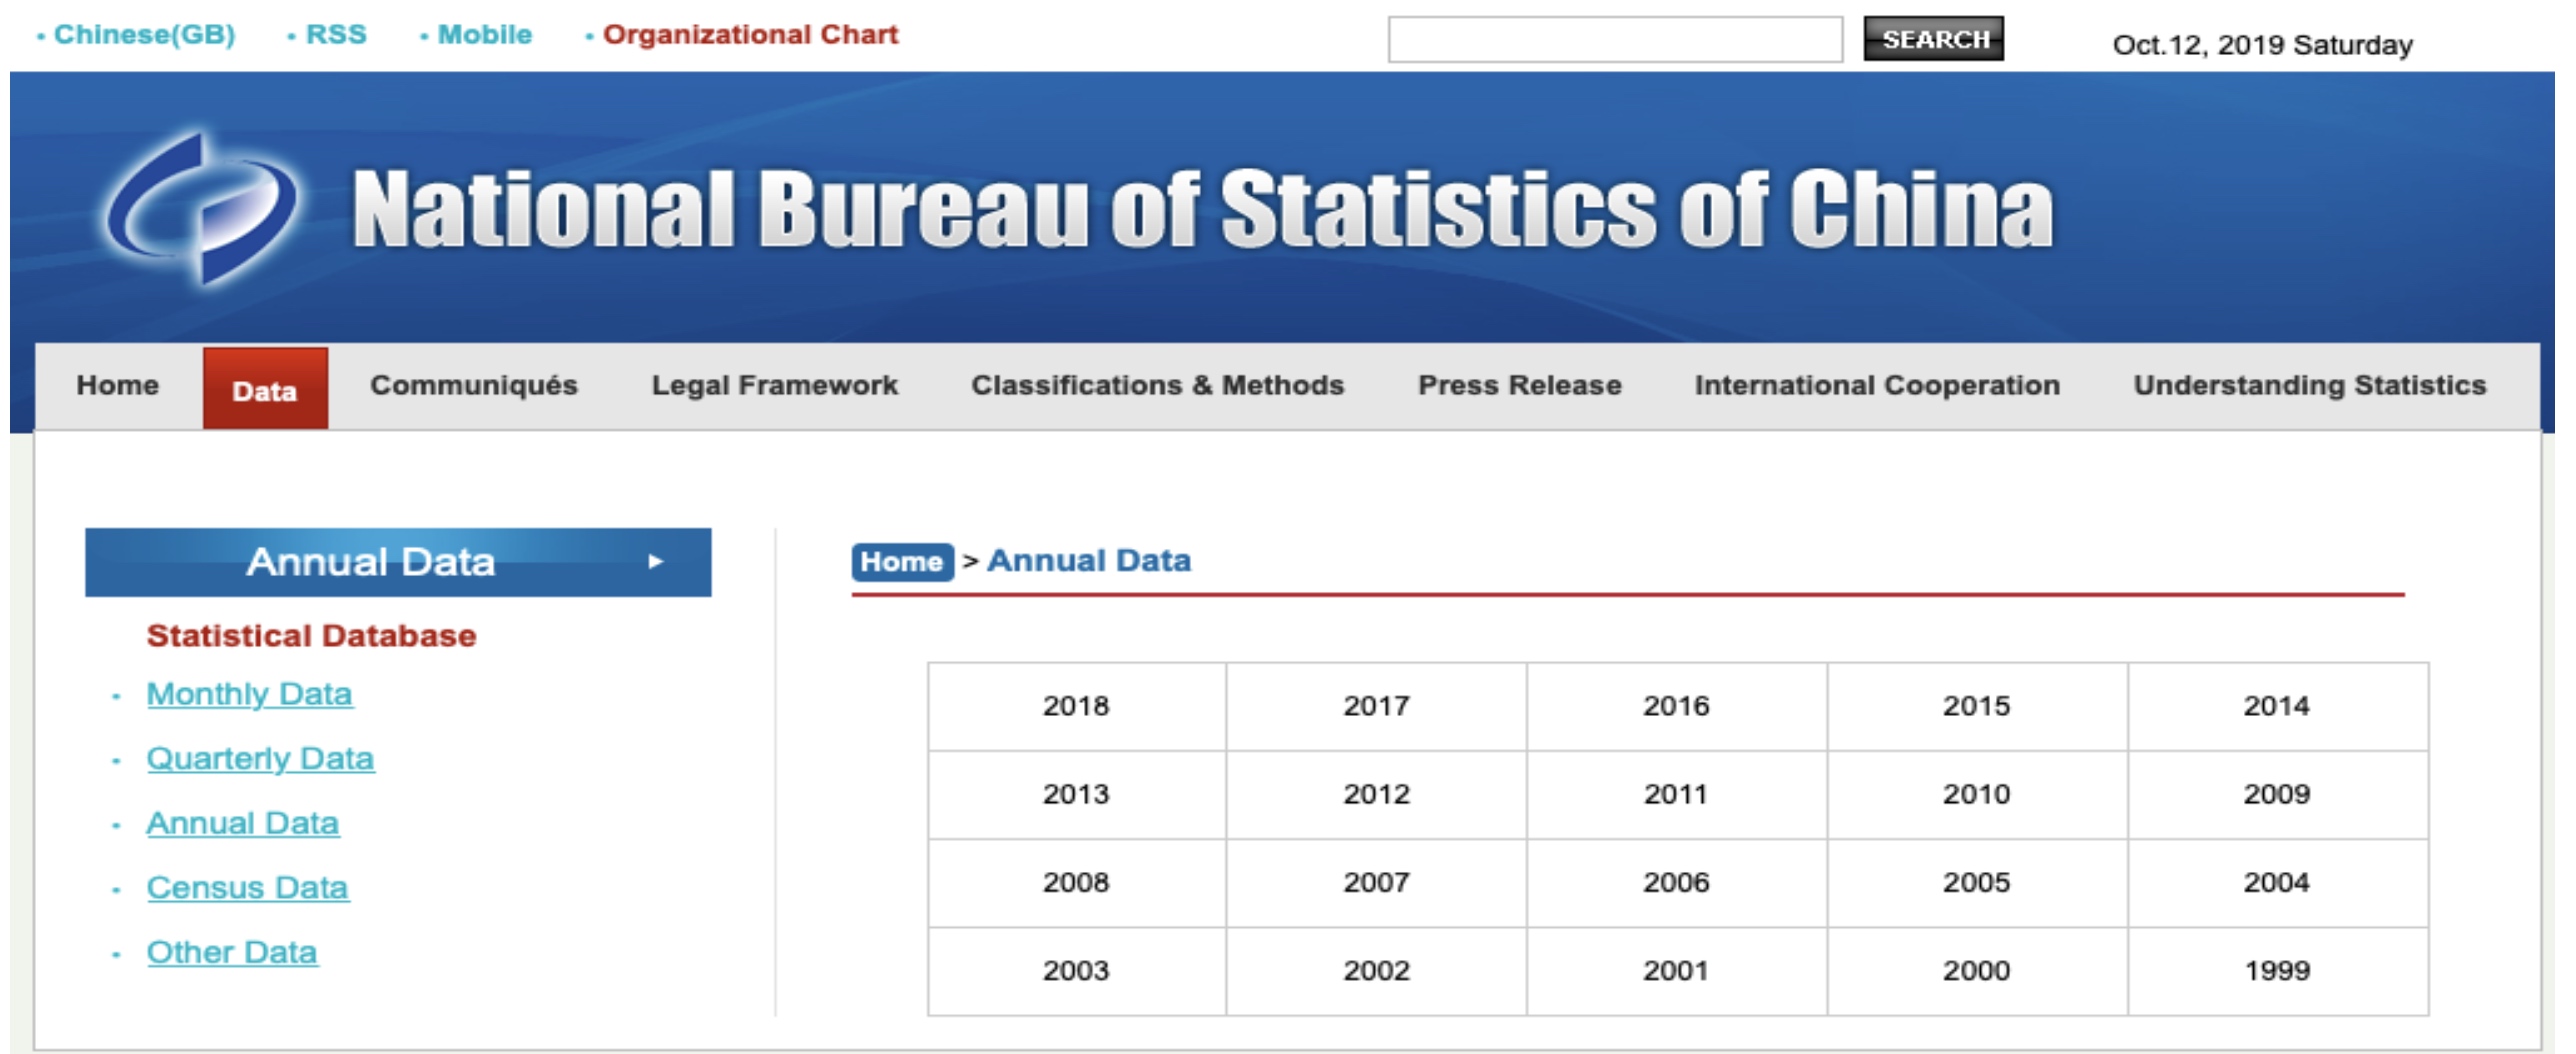 • Chinese(GB) • RSS • Mobile • Organizational Chart SEARCH Oct.12, 2019 Saturday
National Bureau of Statistics of China
Home Data Communiqués Legal Framework Classifications & Methods Press Release International Cooperation Understanding Statistics
Annual Data ►
Statistical Database
• Monthly Data
• Quarterly Data
• Annual Data
• Census Data
• Other Data
Home > Annual Data
2018 2017 2016 2015 2014
2013 2012 2011 2010 2009
2008 2007 2006 2005 2004
2003 2002 2001 2000 1999